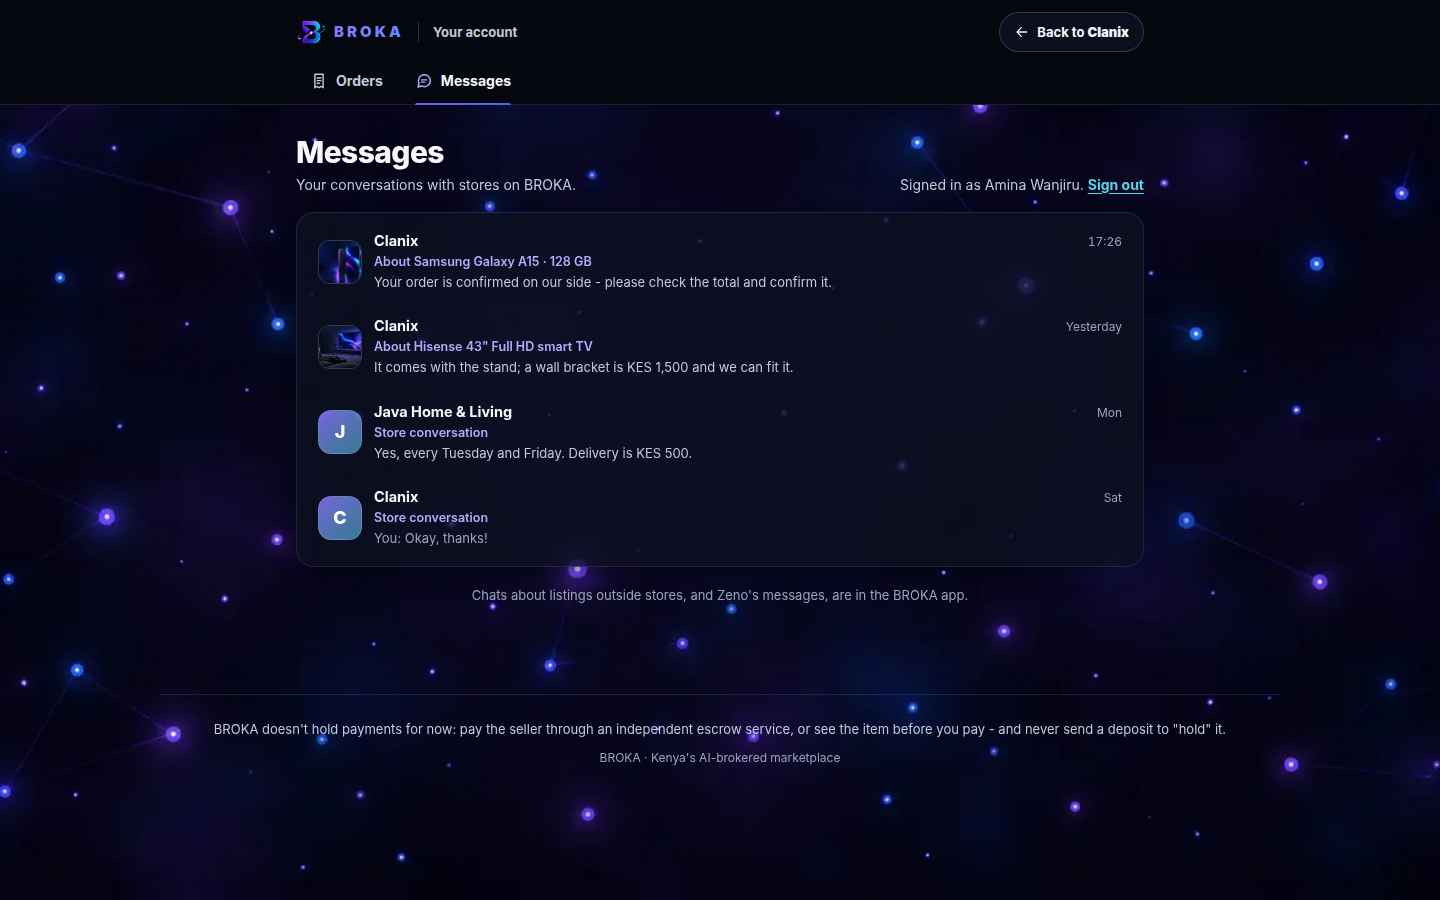 BROKA
Your account
Back to Clanix
Orders
Messages
Messages
Your conversations with stores on BROKA.
Signed in as Amina Wanjiru. Sign out
Clanix
17:26
About Samsung Galaxy A15 · 128 GB
Your order is confirmed on our side - please check the total and confirm it.
Clanix
Yesterday
About Hisense 43" Full HD smart TV
It comes with the stand; a wall bracket is KES 1,500 and we can fit it.
J
Java Home & Living
Mon
Store conversation
Yes, every Tuesday and Friday. Delivery is KES 500.
C
Clanix
Sat
Store conversation
You: Okay, thanks!
Chats about listings outside stores, and Zeno's messages, are in the BROKA app.
BROKA doesn't hold payments for now: pay the seller through an independent escrow service, or see the item before you pay - and never send a deposit to "hold" it.
BROKA · Kenya's AI-brokered marketplace